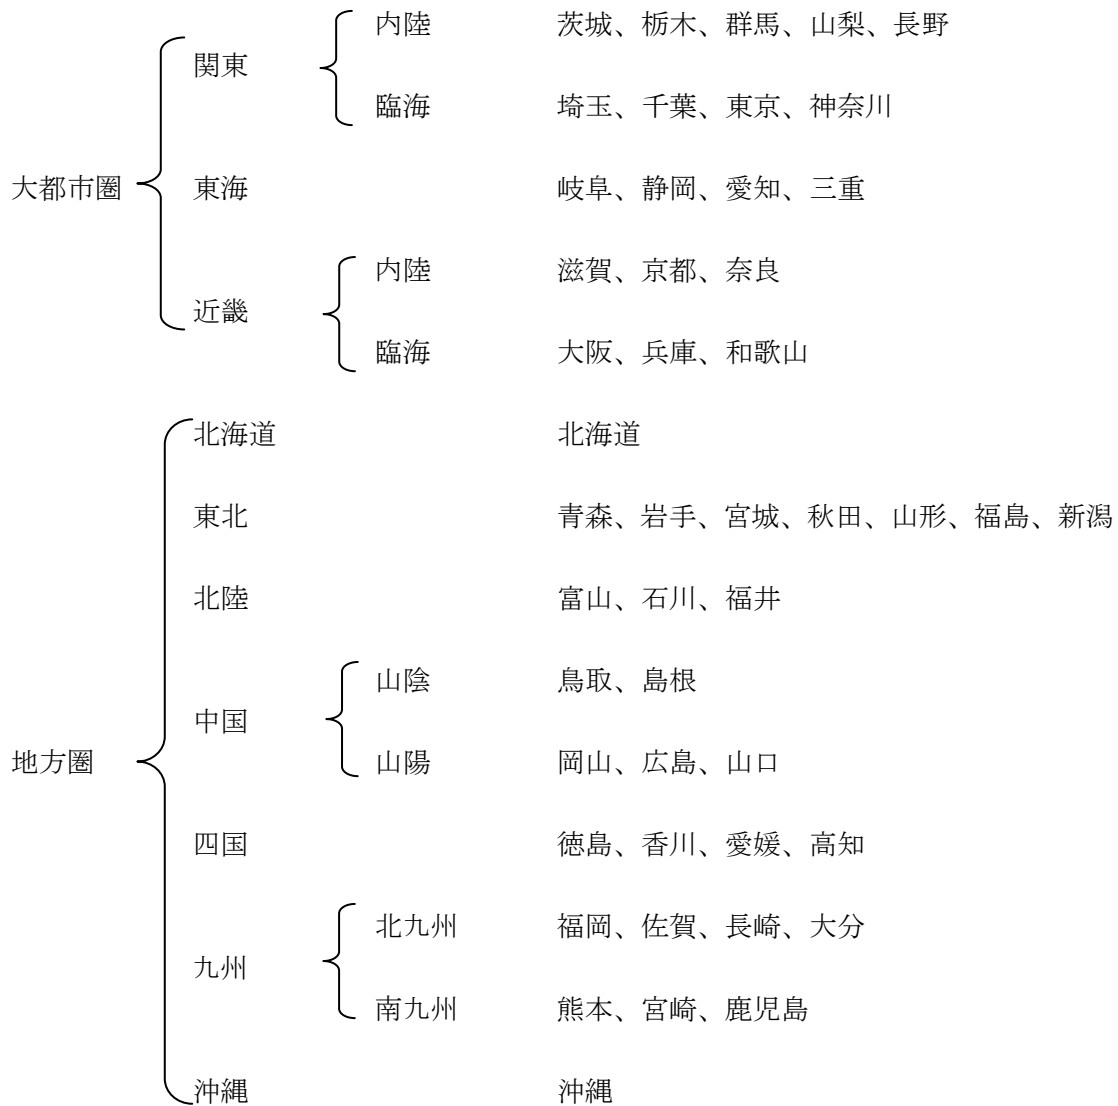 内陸 茨城、栃木、群馬、山梨、長野
関東
臨海 埼玉、千葉、東京、神奈川
大都市圏 東海 岐阜、静岡、愛知、三重
内陸 滋賀、京都、奈良
近畿
臨海 大阪、兵庫、和歌山
北海道 北海道
東北 青森、岩手、宮城、秋田、山形、福島、新潟
北陸 富山、石川、福井
山陰 鳥取、島根
中国
地方圏 山陽 岡山、広島、山口
四国 徳島、香川、愛媛、高知
北九州 福岡、佐賀、長崎、大分
九州
南九州 熊本、宮崎、鹿児島
沖縄 沖縄